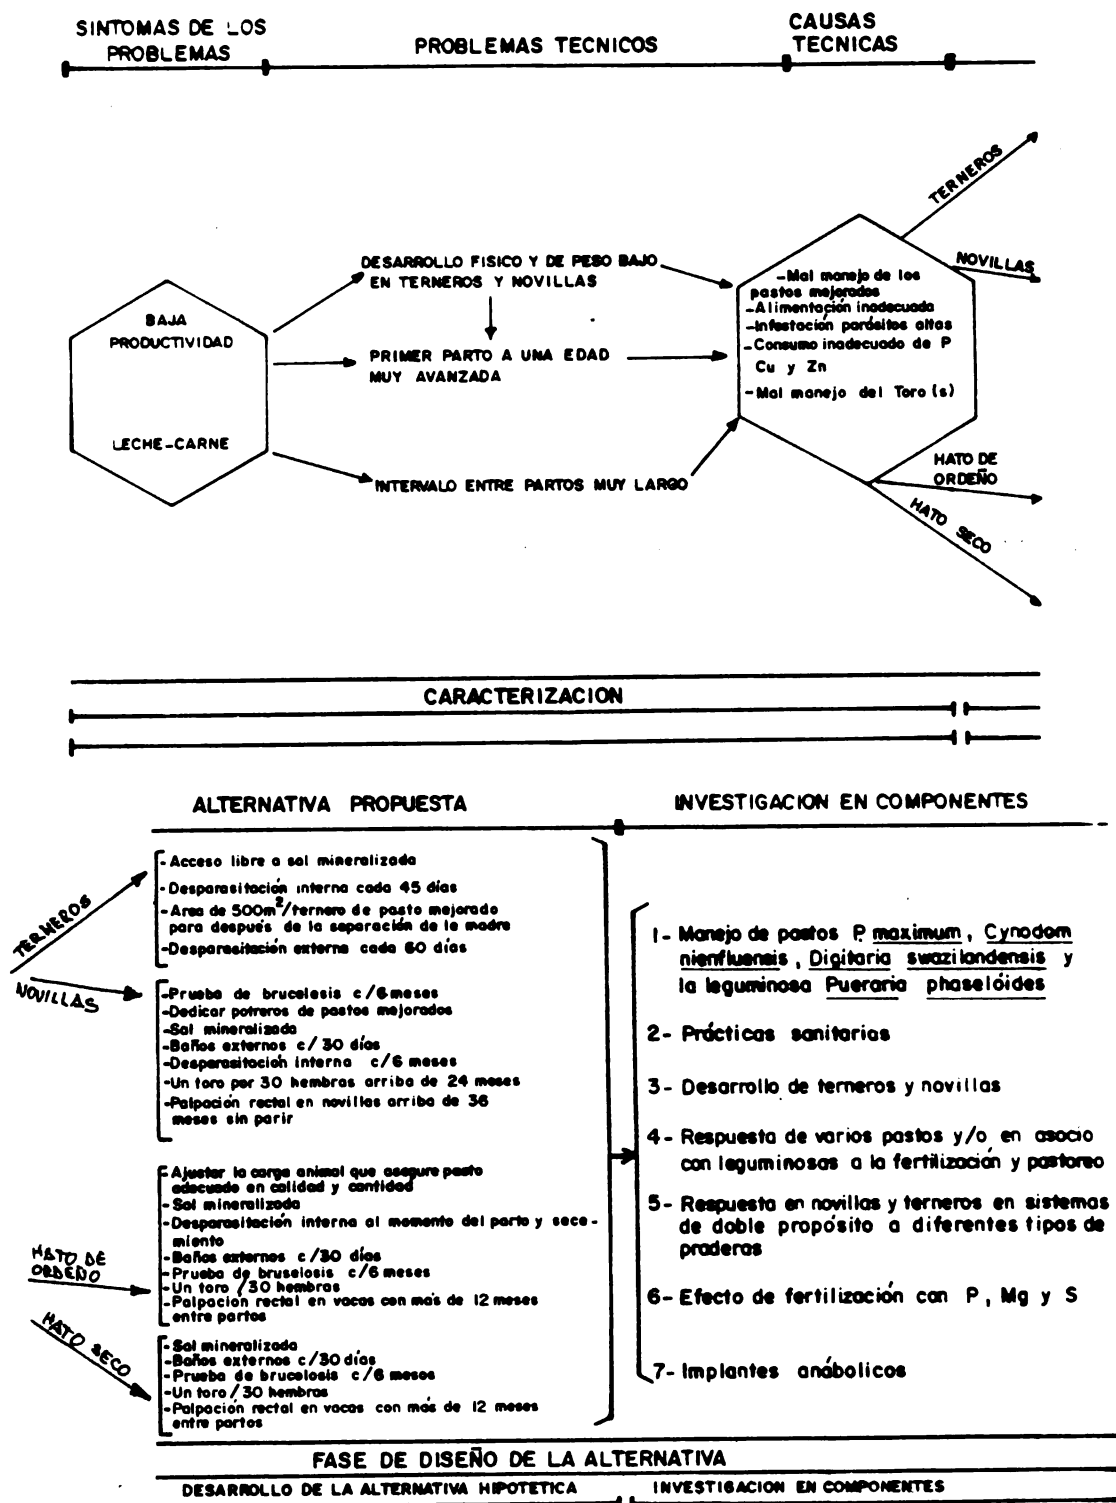 SINTOMAS DE LOS
PROBLEMAS
PROBLEMAS TECNICOS
CAUSAS
TECNICAS
BAJA
PRODUCTIVIDAD
LECHE-CARNE
DESARROLLO FISICO Y DE PESO BAJO
EN TERNEROS Y NOVILLAS
PRIMER PARTO A UNA EDAD
MUY AVANZADA
INTERVALO ENTRE PARTOS MUY LARGO
-Mal manejo de los
pastos mejorados
-Alimentación inadecuada
-Infestación parásitos altas
-Consumo inadecuado de P
Cu y Zn
-Mal manejo del Toro (s)
TERNEROS
NOVILLAS
HATO DE
ORDEÑO
HATO SECO
CARACTERIZACION
ALTERNATIVA PROPUESTA
TERNEROS
-Acceso libre a sal mineralizada
-Desparasitación interna cada 45 días
-Area de 500m²/ternero de pasto mejorado
para después de la separación de le madre
-Desparasitación externa cada 60 días
NOVILLAS
-Prueba de brucelosis c/6 meses
-Dedicar potreros de pastos mejorados
-Sal mineralizada
-Baños externos c/30 días
-Desparasitación interna c/6 meses
-Un toro por 30 hembras arriba de 24 meses
-Palpación rectal en novillas arriba de 36
meses sin parir
HATO DE
ORDEÑO
-Ajustar la carga animal que asegure pasto
adecuado en calidad y cantidad
-Sal mineralizada
-Desparasitación interna al momento del parto y sece-
miento
-Baños externos c/30 días
-Prueba de bruselosis c/6 meses
-Un toro /30 hembras
-Palpación rectal en vacas con más de 12 meses
entre partos
HATO SECO
-Sal mineralizada
-Baños externos c/30 días
-Prueba de brucelosis c/6 meses
-Un toro / 30 hembras
-Palpación rectal en vacas con más de 12 meses
entre partos
INVESTIGACION EN COMPONENTES
1- Manejo de pastos P. maximum, Cynodom
nienfluensis, Digitaria swazilandensis y
la leguminosa Pueraria phaselóides
2- Prácticas sanitarias
3- Desarrollo de terneros y novillas
4- Respuesta de varios pastos y/o en asocio
con leguminosas a la fertilización y pastoreo
5- Respuesta en novillas y terneros en sistemas
de doble propósito a diferentes tipos de
praderas
6- Efecto de fertilización con P, Mg y S
7- Implantes anábolicos
FASE DE DISEÑO DE LA ALTERNATIVA
DESARROLLO DE LA ALTERNATIVA HIPOTETICA
INVESTIGACION EN COMPONENTES